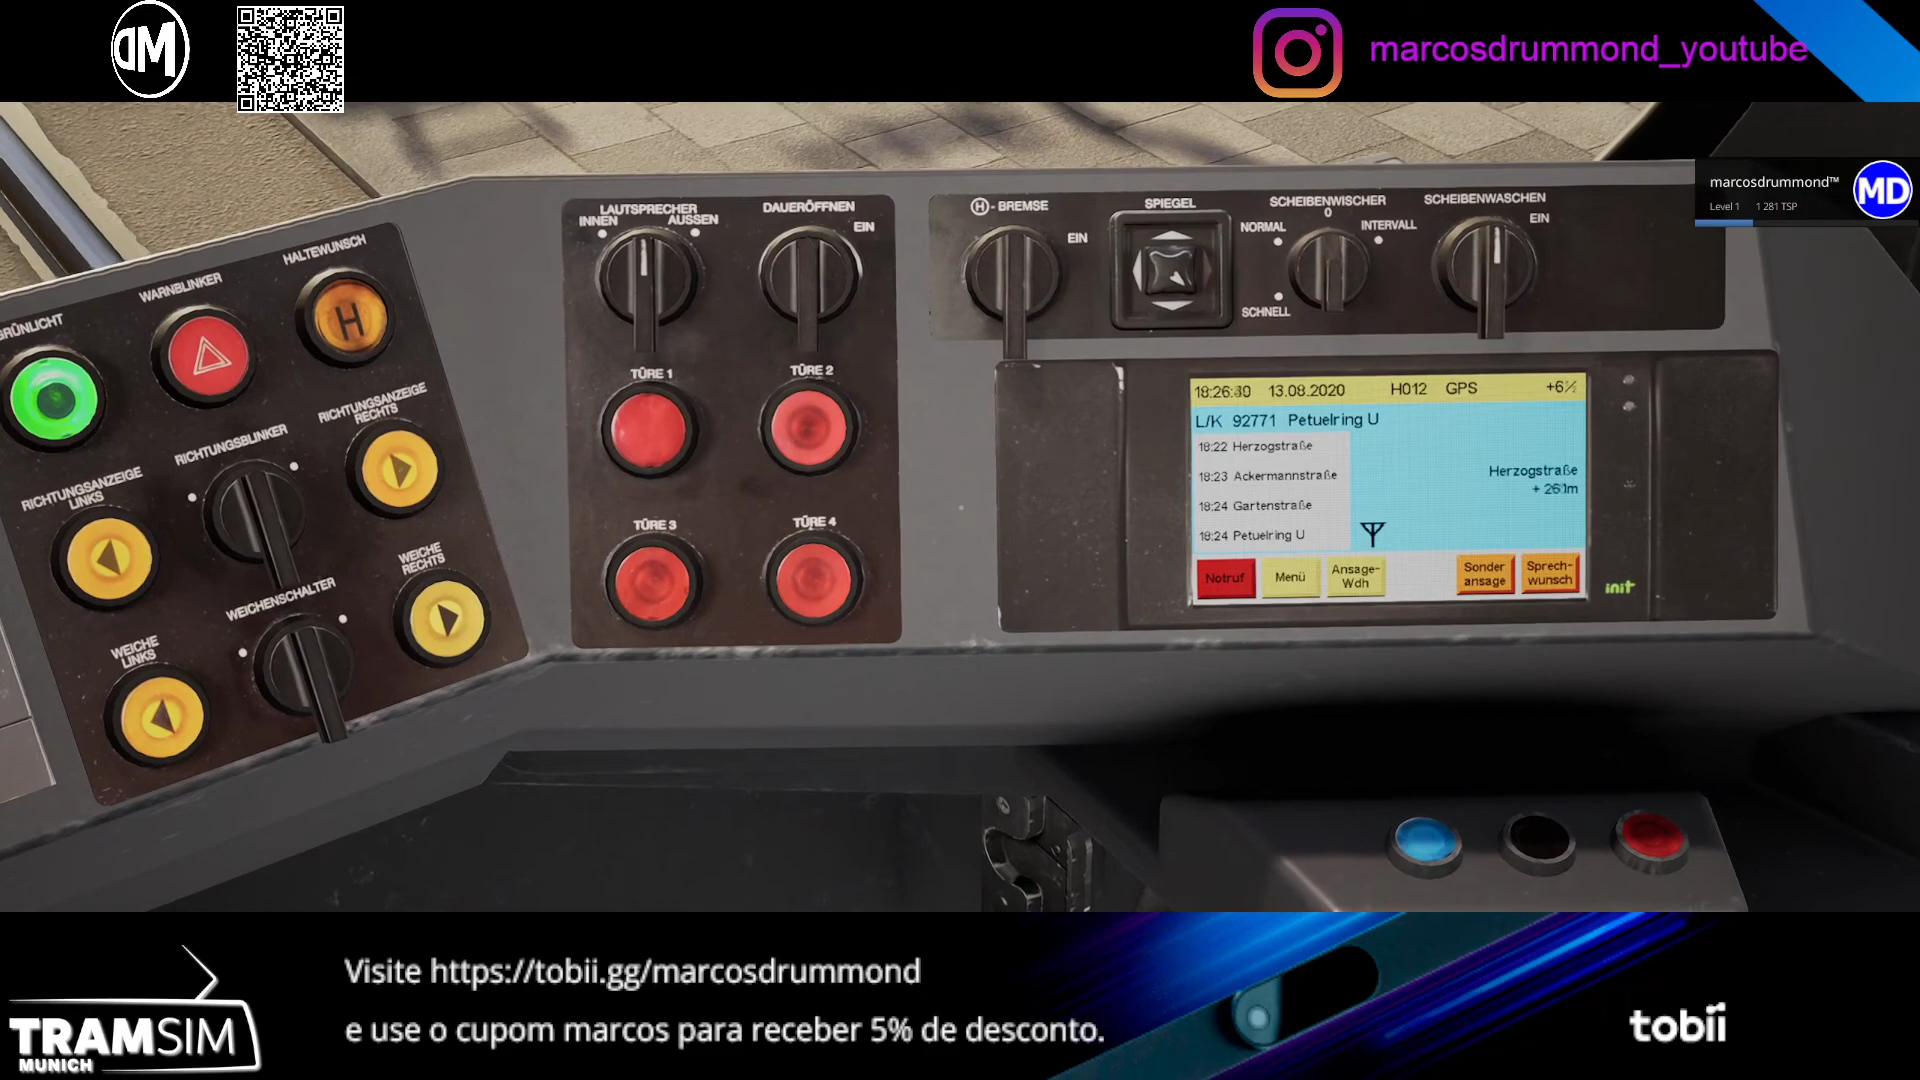 DM
marcosdrummond_youtube
marcosdrummond™
MD
Level 1 1 281 TSP
GRÜNLICHT
WARNBLINKER
HALTEWUNSCH
H
RICHTUNGSANZEIGE
RECHTS
RICHTUNGSBLINKER
RICHTUNGSANZEIGE
LINKS
WEICHE
RECHTS
WEICHENSCHALTER
WEICHE
LINKS
LAUTSPRECHER
INNEN AUSSEN
DAUERÖFFNEN
EIN
TÜRE 1
TÜRE 2
TÜRE 3
TÜRE 4
H - BREMSE
EIN
SPIEGEL
SCHEIBENWISCHER
0
NORMAL
INTERVALL
SCHNELL
SCHEIBENWASCHEN
EIN
13.08.2020 H012 GPS
L/K 92771 Petuelring U
18:22 Herzogstraße
18:23 Ackermannstraße
18:24 Gartenstraße
18:24 Petuelring U
Herzogstraße
Notruf
Menü
Ansage-
Wdh
Sonder
ansage
Sprech-
wunsch
init
TRAMSIM
MUNICH
Visite https://tobii.gg/marcosdrummond
e use o cupom marcos para receber 5% de desconto.
tobii